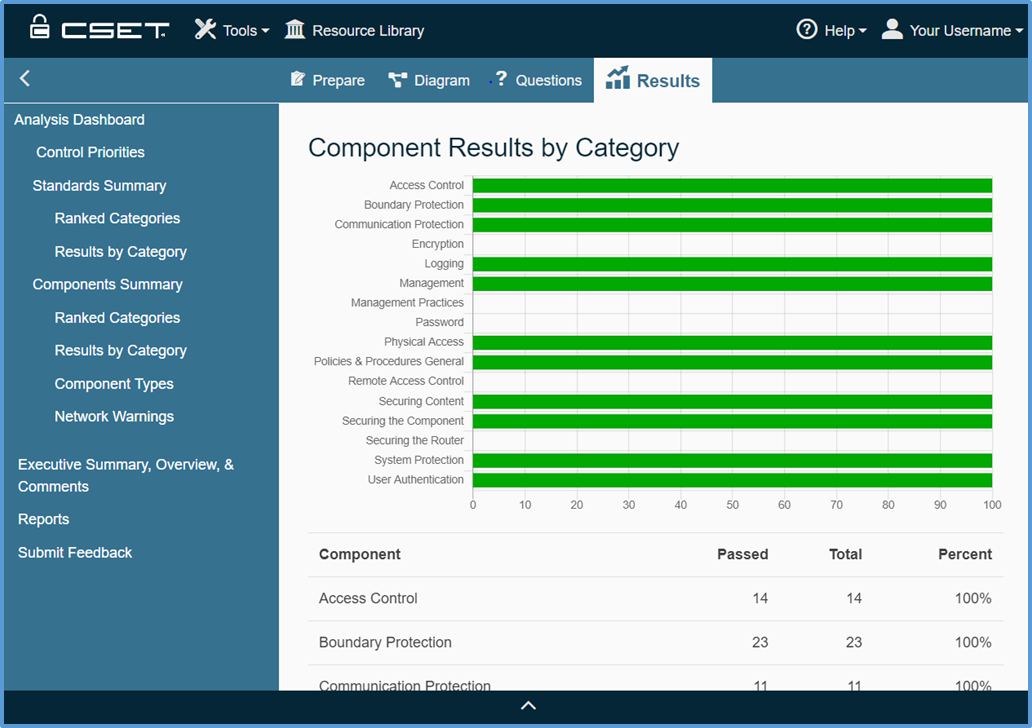 CSET
Tools
Resource Library
Help
Your Username
Prepare
Diagram
? Questions
Results
Analysis Dashboard
Control Priorities
Standards Summary
Ranked Categories
Results by Category
Components Summary
Ranked Categories
Results by Category
Component Types
Network Warnings
Executive Summary, Overview, &
Comments
Reports
Submit Feedback
Component Results by Category
Access Control
Boundary Protection
Communication Protection
Encryption
Logging
Management
Management Practices
Password
Physical Access
Policies & Procedures General
Remote Access Control
Securing Content
Securing the Component
Securing the Router
System Protection
User Authentication
0 10 20 30 40 50 60 70 80 90 100
Component Passed Total Percent
Access Control 14 14 100%
Boundary Protection 23 23 100%
Communication Protection 11 11 100%